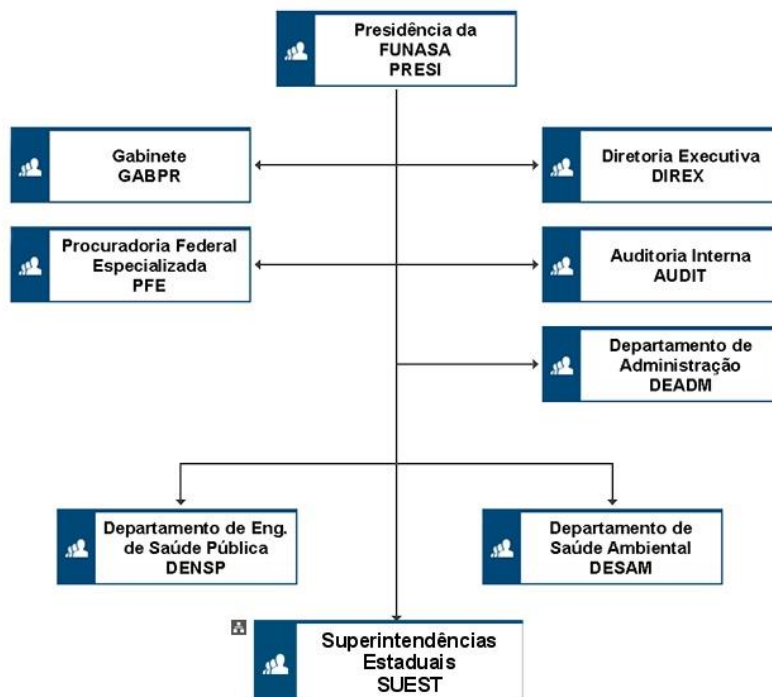 Presidência da
FUNASA
PRESI
Gabinete
GABPR
Diretoria Executiva
DIREX
Procuradoria Federal
Especializada
PFE
Auditoria Interna
AUDIT
Departamento de
Administração
DEADM
Departamento de Eng.
de Saúde Pública
DENSP
Departamento de
Saúde Ambiental
DESAM
Superintendências
Estaduais
SUEST